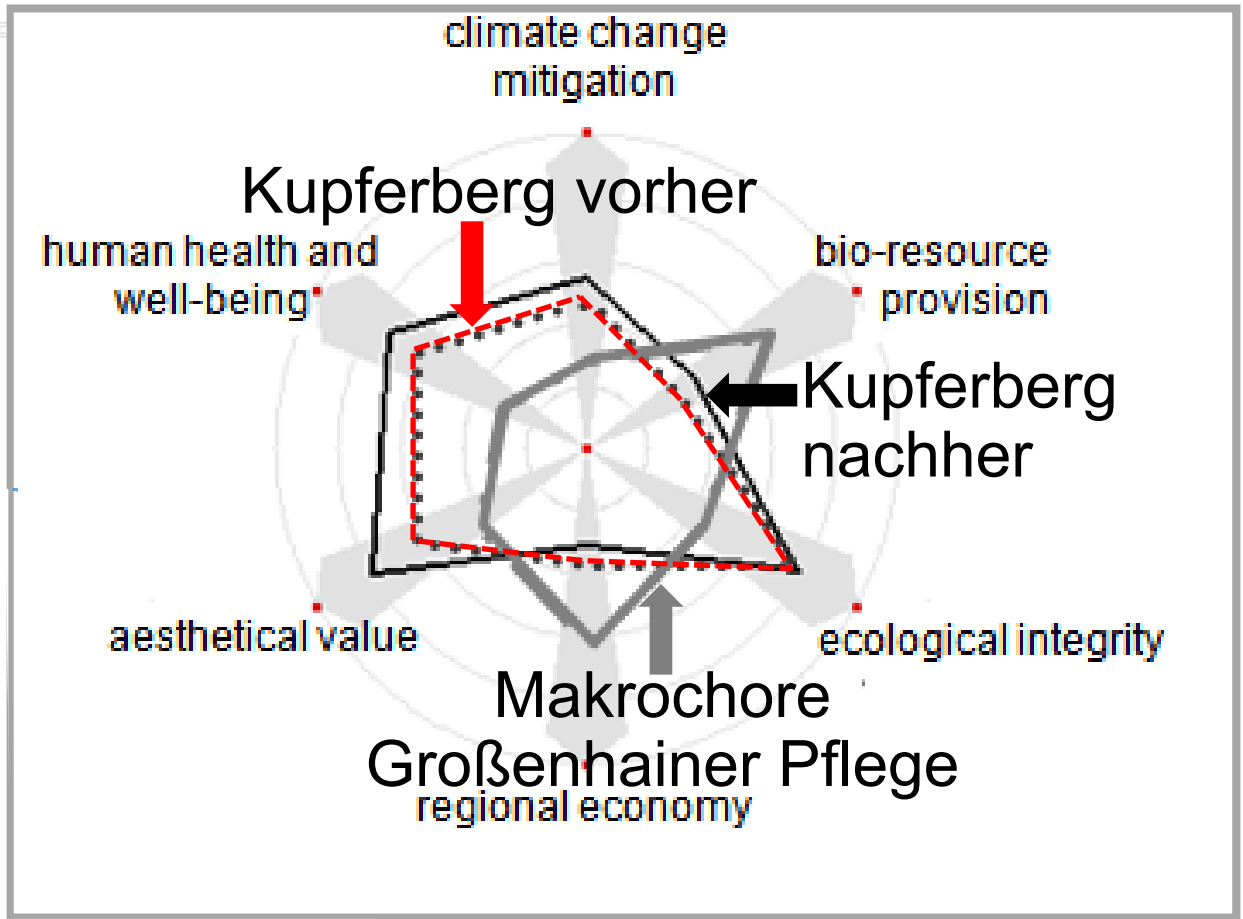 climate change
mitigation
Kupferberg vorher
human health and
well-being
bio-resource
provision
Kupferberg
nachher
aesthetical value
ecological integrity
Makrochore
Großenhainer Pflege
regional economy